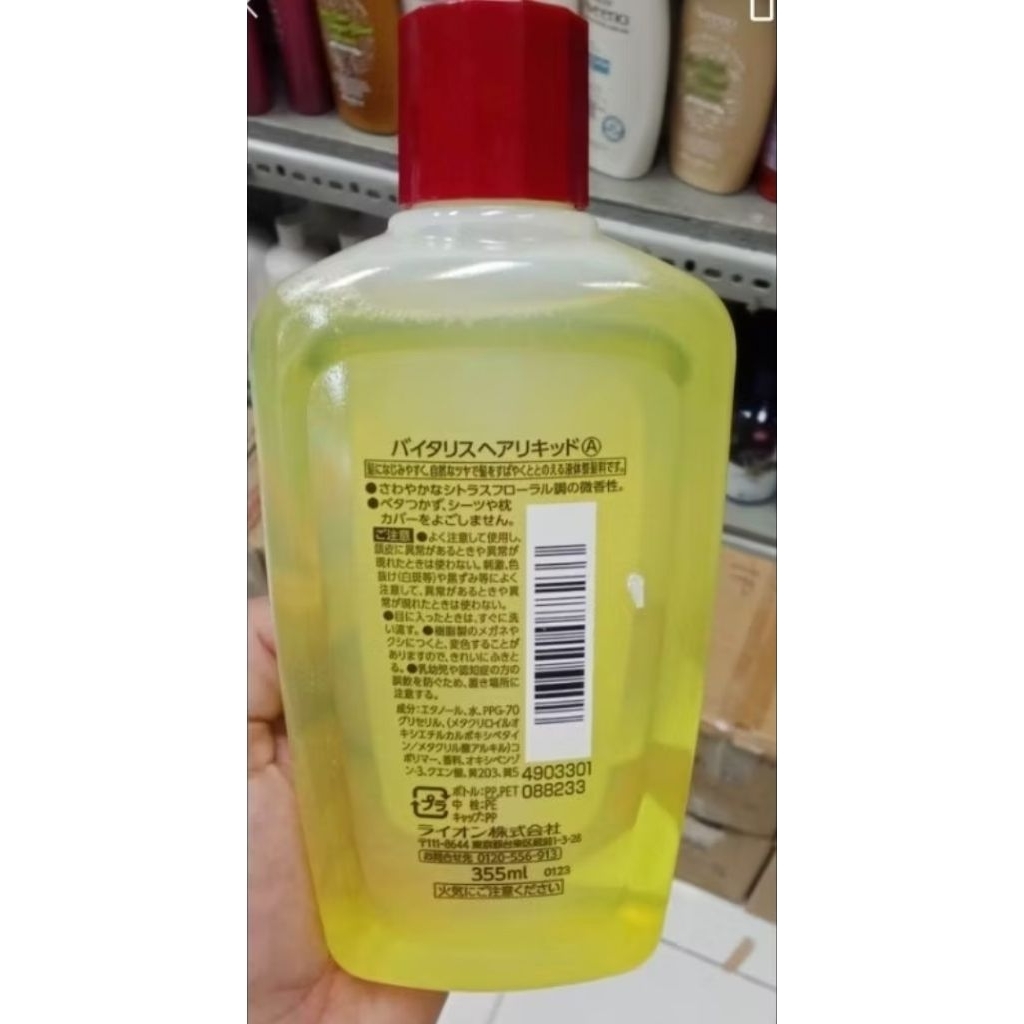 バイタリス ヘアリキッド Ⓐ
髪になじみやすく、自然なツヤで髪をすばやくととのえる液体整髪料です。
●さわやかなシトラスフローラル調の微香性。
●ベタつかず、シーツや枕
カバーをよごしません。
ご注意 ●よく注意して使用し、
頭皮に異常があるときや異常が
現れたときは使わない。刺激、色
抜け(白斑等)や黒ずみ等によく
注意して、異常があるときや異
常が現れたときは使わない。
●目に入ったときは、すぐに洗
い流す。●樹脂製のメガネや
クシにつくと、変色することが
ありますので、きれいにふきと
る。●乳幼児や認知症の方の
誤飲を防ぐため、置き場所に
注意する。
成分:エタノール、水、PPG-70
グリセリル、(メタクリロイルオ
キシエチルカルボキシベタイ
ン/メタクリル酸アルキル)コ
ポリマー、香料、オキシベンゾ
ン-3、クエン酸、黄203、黄5
4903301
088233
プラ
ボトル:PP,PET
中 栓:PE
キャップ:PP
ライオン株式会社
〒111-8644 東京都台東区蔵前1-3-28
お問合せ先 0120-556-913
355ml 0123
火気にご注意ください